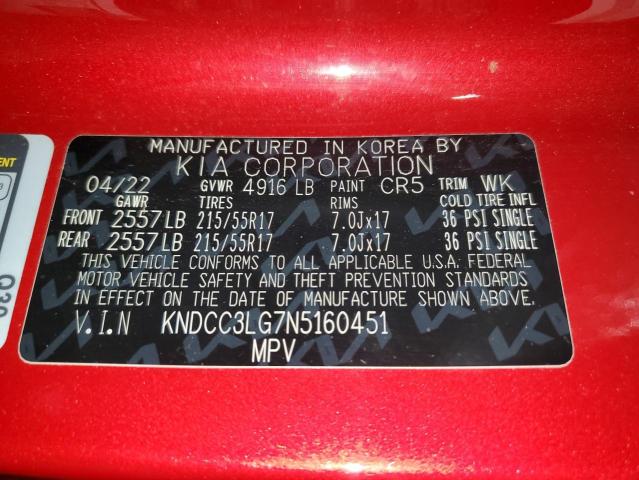 MANUFACTURED IN KOREA BY
KIA CORPORATION
04/22 GVWR 4916 LB PAINT CR5 TRIM WK
GAWR TIRES RIMS COLD TIRE INFL
FRONT 2557LB 215/55R17 7.0Jx17 36 PSI SINGLE
REAR 2557LB 215/55R17 7.0Jx17 36 PSI SINGLE
THIS VEHICLE CONFORMS TO ALL APPLICABLE U.S.A. FEDERAL
MOTOR VEHICLE SAFETY AND THEFT PREVENTION STANDARDS
IN EFFECT ON THE DATE OF MANUFACTURE SHOWN ABOVE.
V.I.N KNDCC3LG7N5160451
MPV